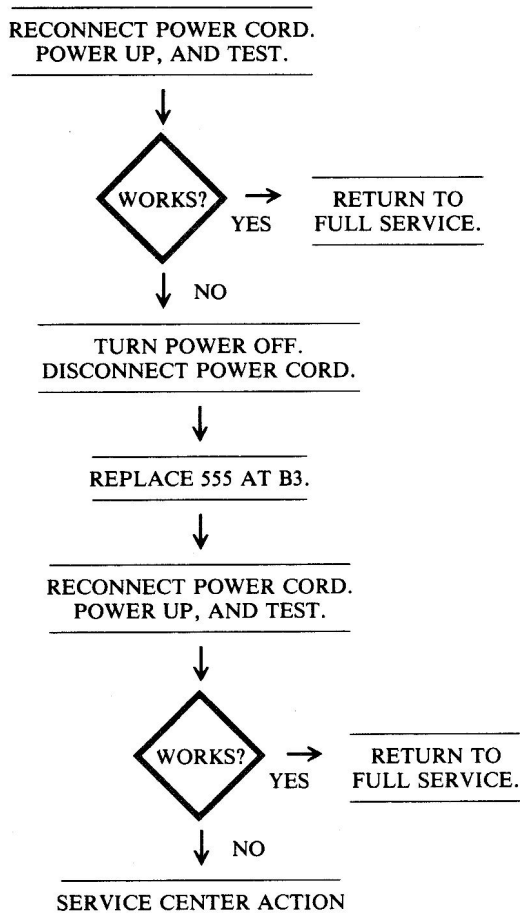 RECONNECT POWER CORD.
POWER UP, AND TEST.
WORKS?
YES
RETURN TO
FULL SERVICE.
NO
TURN POWER OFF.
DISCONNECT POWER CORD.
REPLACE 555 AT B3.
RECONNECT POWER CORD.
POWER UP, AND TEST.
WORKS?
YES
RETURN TO
FULL SERVICE.
NO
SERVICE CENTER ACTION